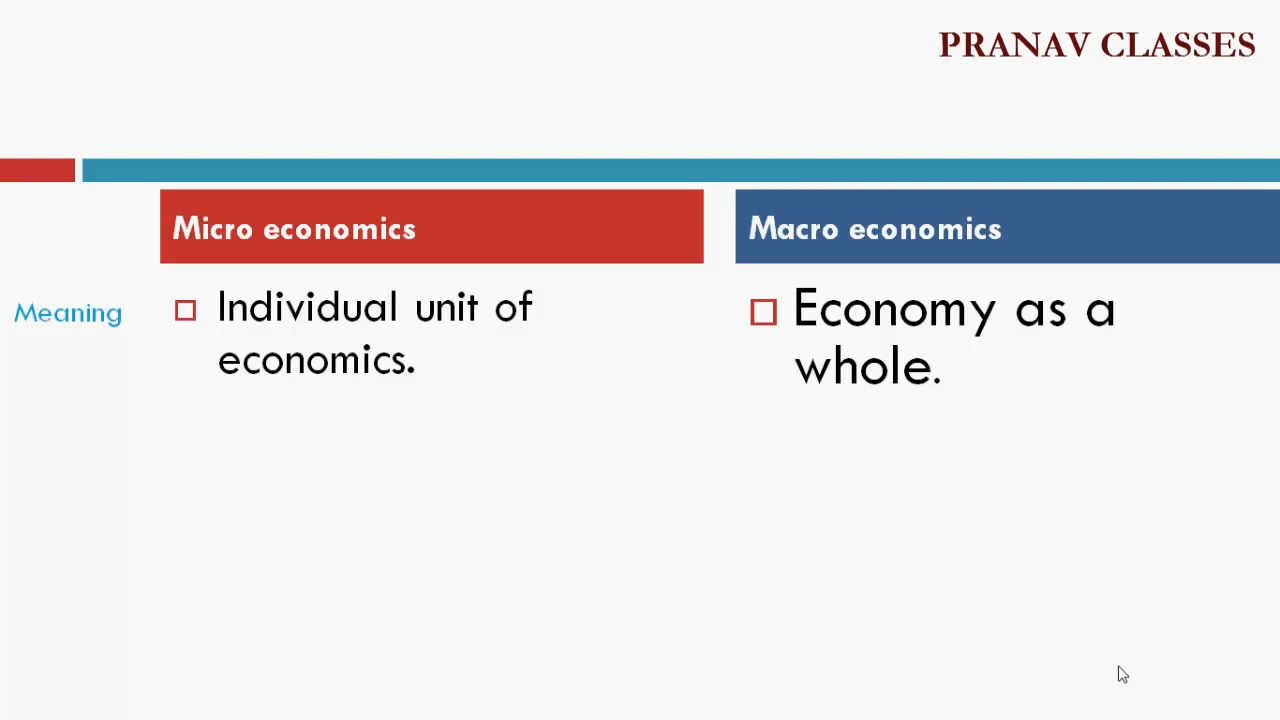 PRANAV CLASSES
Micro economics
Macro economics
Meaning
Individual unit of
economics.
Economy as a
whole.